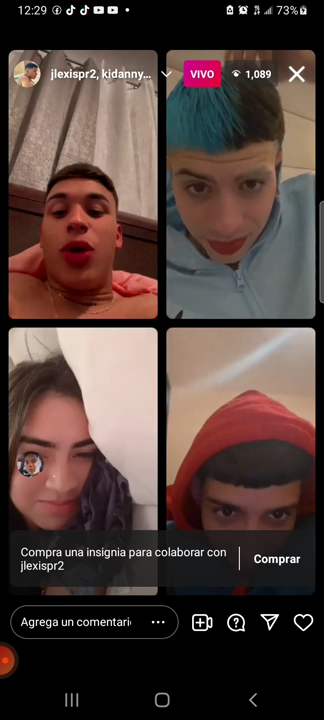 12:29
73%
jlexispr2, kidanny...
VIVO
1,089
Compra una insignia para colaborar con
jlexispr2
Comprar
Agrega un comentari